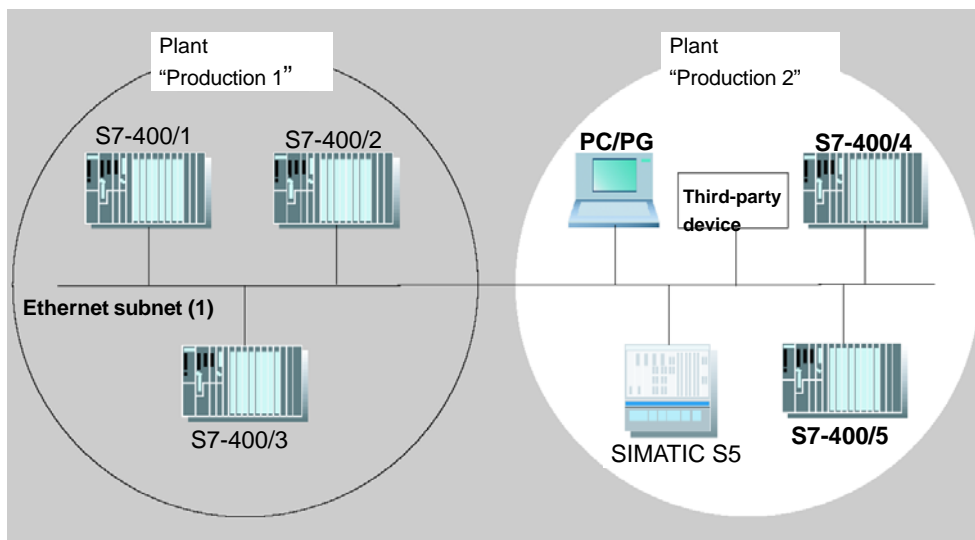 Plant
“Production 1”
Plant
“Production 2”
S7-400/1
S7-400/2
PC/PG
S7-400/4
Third-party
device
Ethernet subnet (1)
S7-400/3
SIMATIC S5
S7-400/5